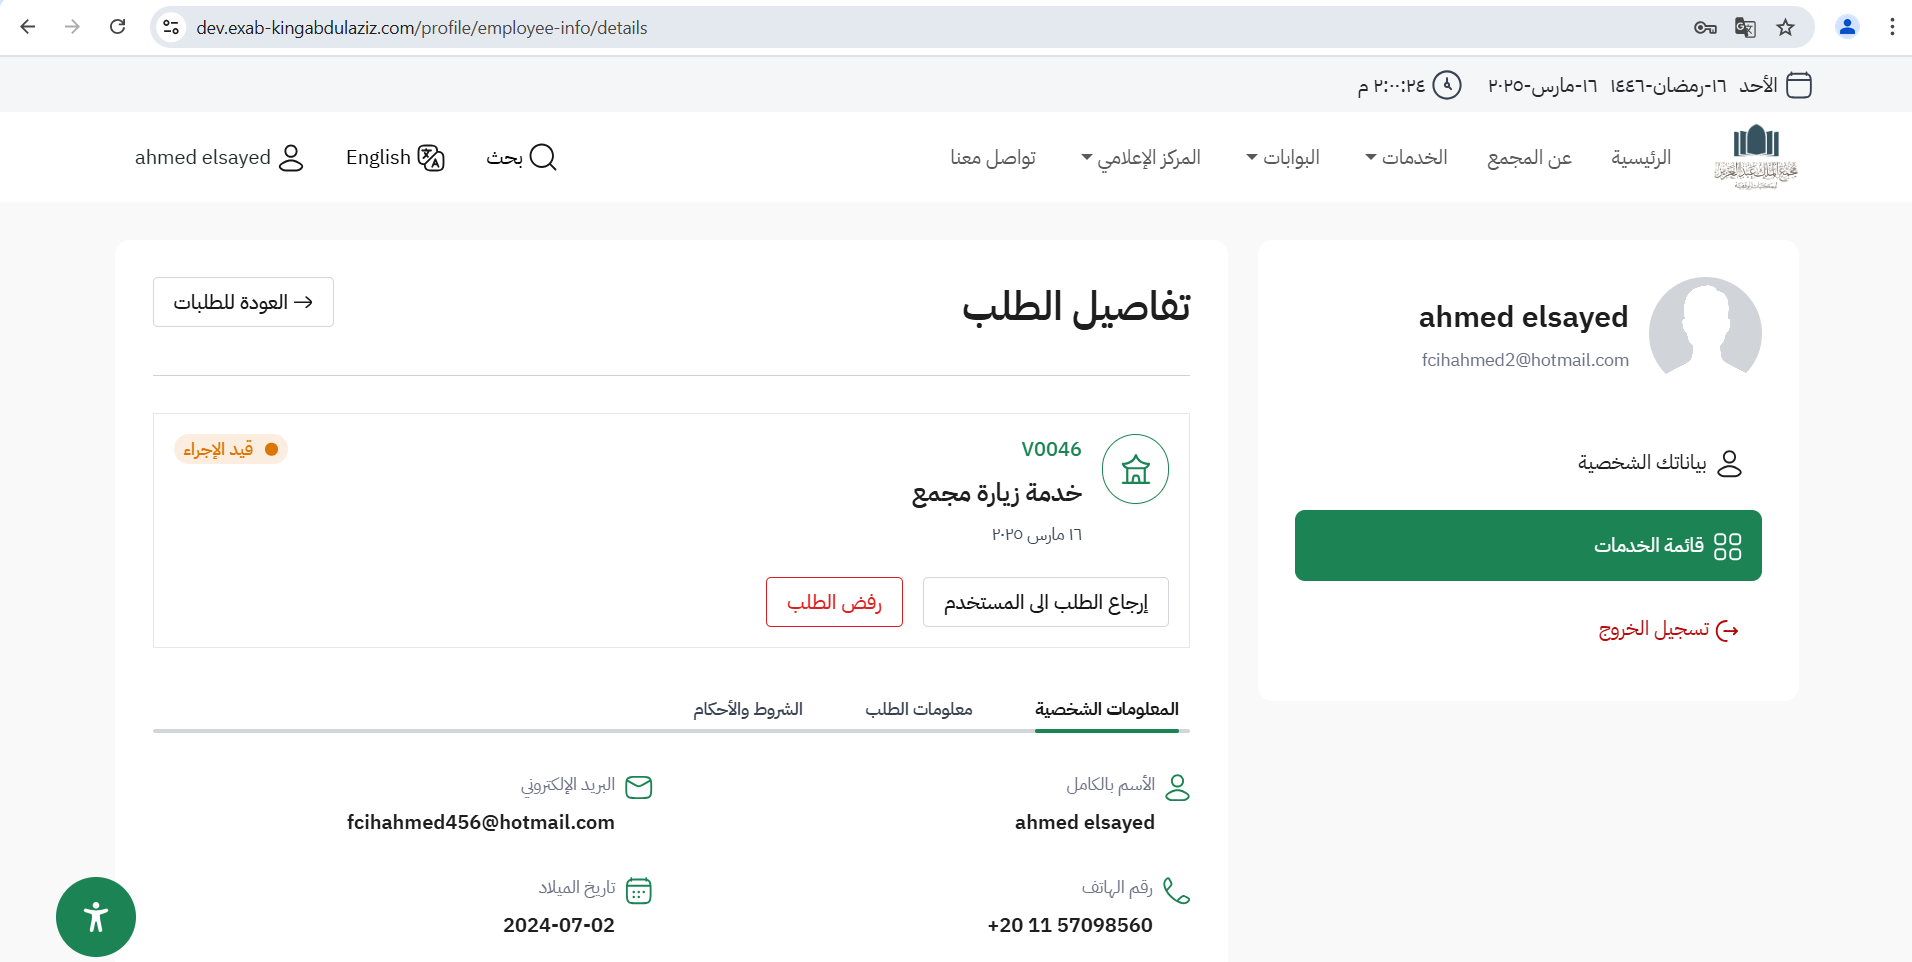 dev.exab-kingabdulaziz.com/profile/employee-info/details
الأحد ١٦-رمضان-١٤٤٦ ١٦-مارس-٢٠٢٥ ٢:٠٠:٢٤ م
مجمع الملك عبدالعزيز
الرئيسية عن المجمع الخدمات البوابات المركز الإعلامي تواصل معنا بحث English ahmed elsayed
ahmed elsayed
fcihahmed2@hotmail.com
بياناتك الشخصية
قائمة الخدمات
تسجيل الخروج
تفاصيل الطلب
العودة للطلبات
V0046
قيد الإجراء
خدمة زيارة مجمع
١٦ مارس ٢٠٢٥
إرجاع الطلب الى المستخدم رفض الطلب
المعلومات الشخصية معلومات الطلب الشروط والأحكام
الأسم بالكامل
ahmed elsayed
البريد الإلكتروني
fcihahmed456@hotmail.com
رقم الهاتف
+20 11 57098560
تاريخ الميلاد
2024-07-02